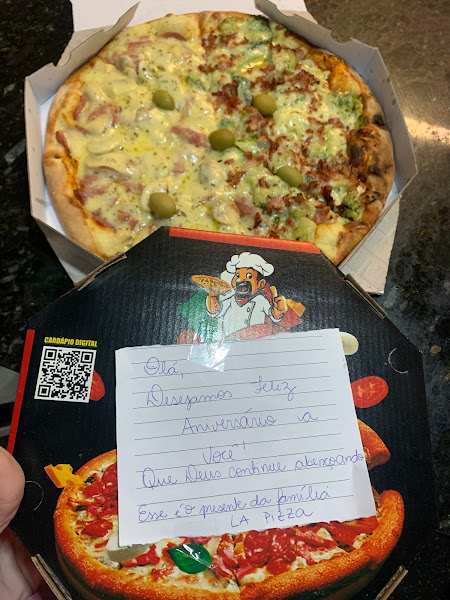 CARDÁPIO DIGITAL
Olá,
Desejamos feliz
Aniversário a
você!
Que Deus continue abençoando
Esse é o presente da família
LA PIZZA